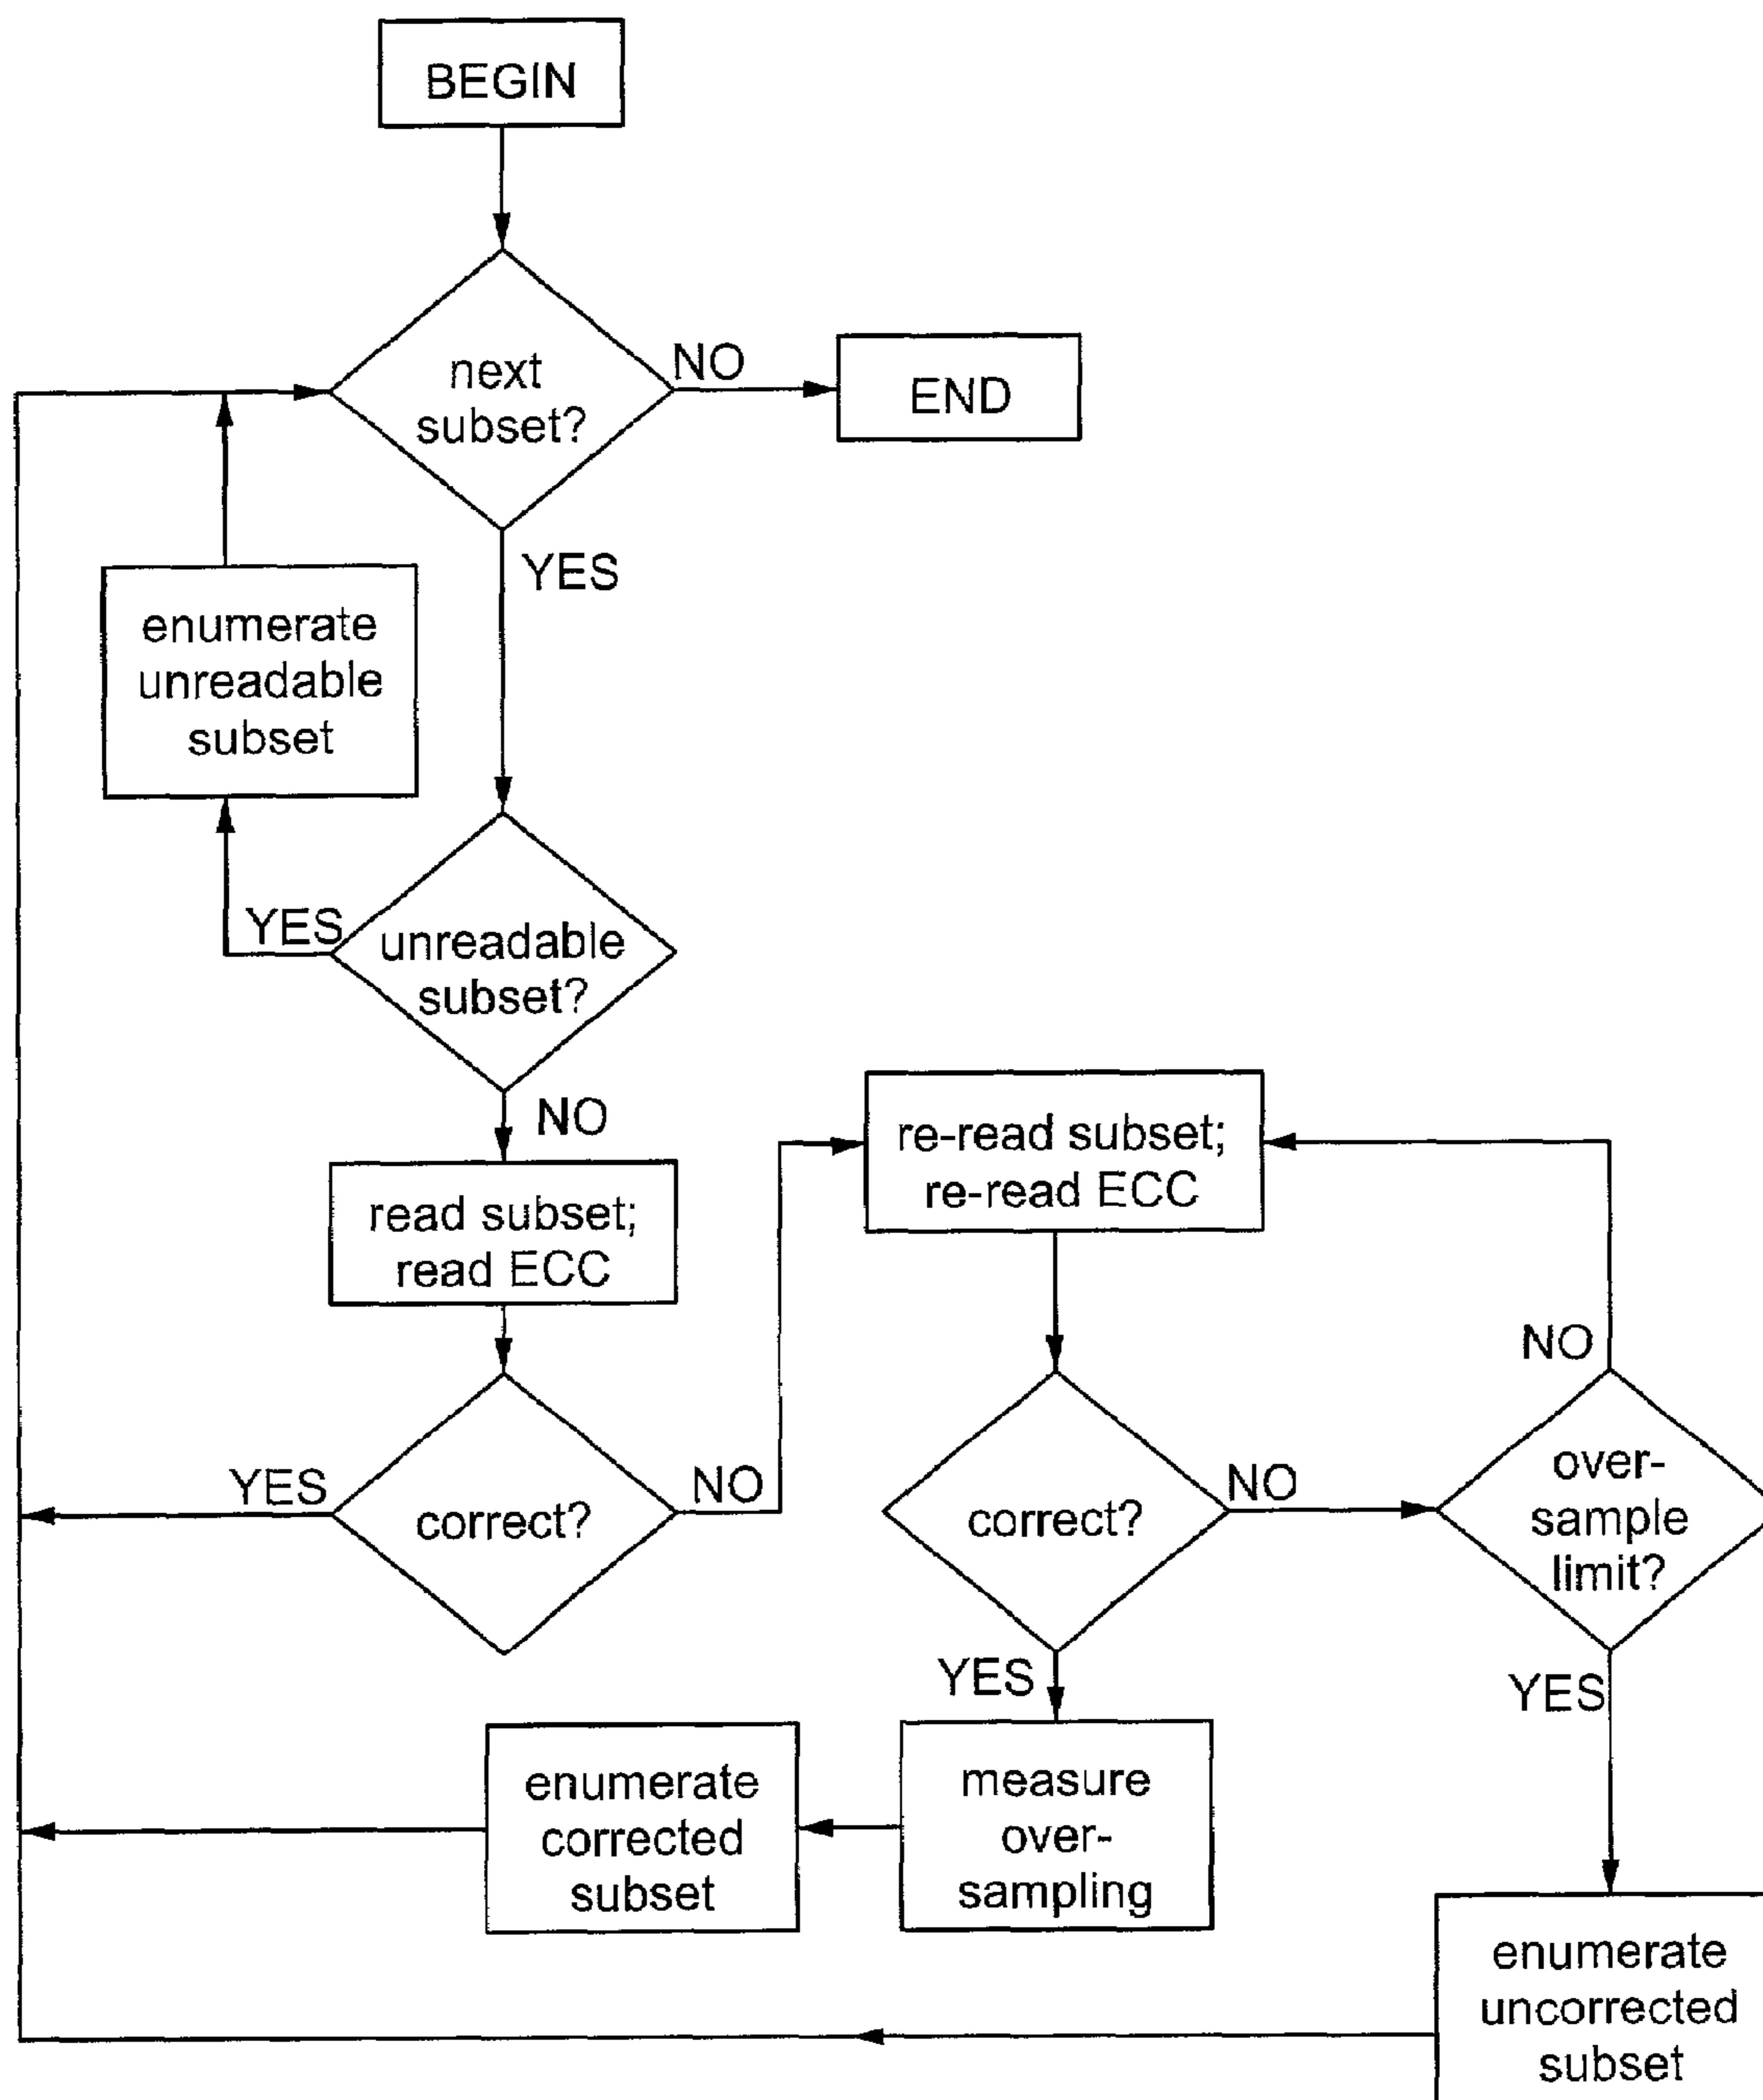 BEGIN
next
subset?
NO
END
YES
enumerate
unreadable
subset
YES
unreadable
subset?
NO
read subset;
read ECC
re-read subset;
re-read ECC
NO
YES
correct?
NO
correct?
NO
over-
sample
limit?
YES
YES
enumerate
corrected
subset
measure
over-
sampling
enumerate
uncorrected
subset